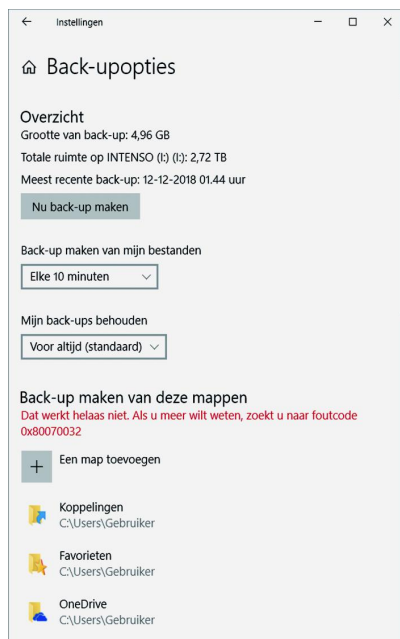 Instellingen
Back-upopties
Overzicht
Grootte van back-up: 4,96 GB
Totale ruimte op INTENSO (I:) (I:): 2,72 TB
Meest recente back-up: 12-12-2018 01.44 uur
Nu back-up maken
Back-up maken van mijn bestanden
Elke 10 minuten
Mijn back-ups behouden
Voor altijd (standaard)
Back-up maken van deze mappen
Dat werkt helaas niet. Als u meer wilt weten, zoekt u naar foutcode
0x80070032
Een map toevoegen
Koppelingen
C:\Users\Gebruiker
Favorieten
C:\Users\Gebruiker
OneDrive
C:\Users\Gebruiker